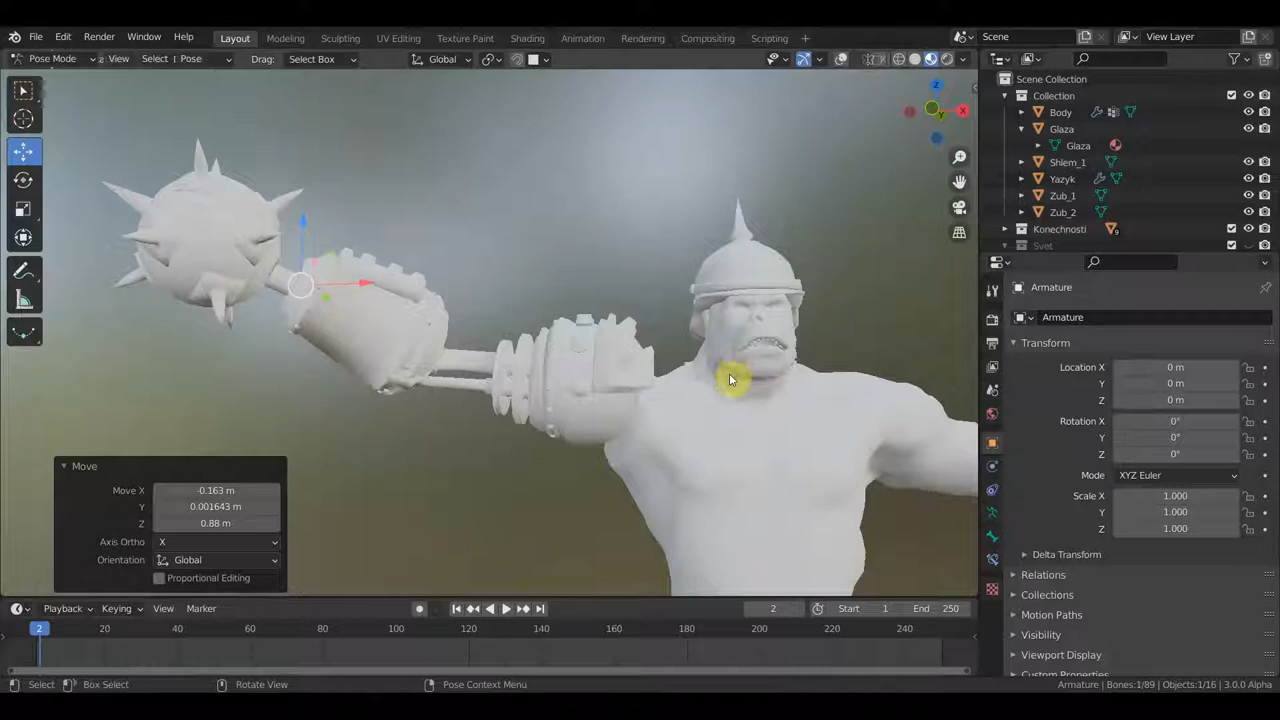 File Edit Render Window Help Layout Modeling Sculpting UV Editing Texture Paint Shading Animation Rendering Compositing Scripting + Scene View Layer
Pose Mode View Select Pose Drag: Select Box Global
Scene Collection
Collection
Body
Glaza
Glaza
Shlem_1
Yazyk
Zub_1
Zub_2
Konechnosti 9
Svet
Z
X
Y
Armature
Armature
Transform
Location X 0 m
Y 0 m
Z 0 m
Rotation X 0°
Y 0°
Z 0°
Mode XYZ Euler
Scale X 1.000
Y 1.000
Z 1.000
Delta Transform
Relations
Collections
Motion Paths
Visibility
Viewport Display
Custom Properties
Move
Move X -0.163 m
Y 0.001643 m
Z 0.88 m
Axis Ortho X
Orientation Global
Proportional Editing
Playback Keying View Marker 2 Start 1 End 250
2 20 40 60 80 100 120 140 160 180 200 220 240
Select Box Select Rotate View Pose Context Menu Armature | Bones:1/89 | Objects:1/16 | 3.0.0 Alpha